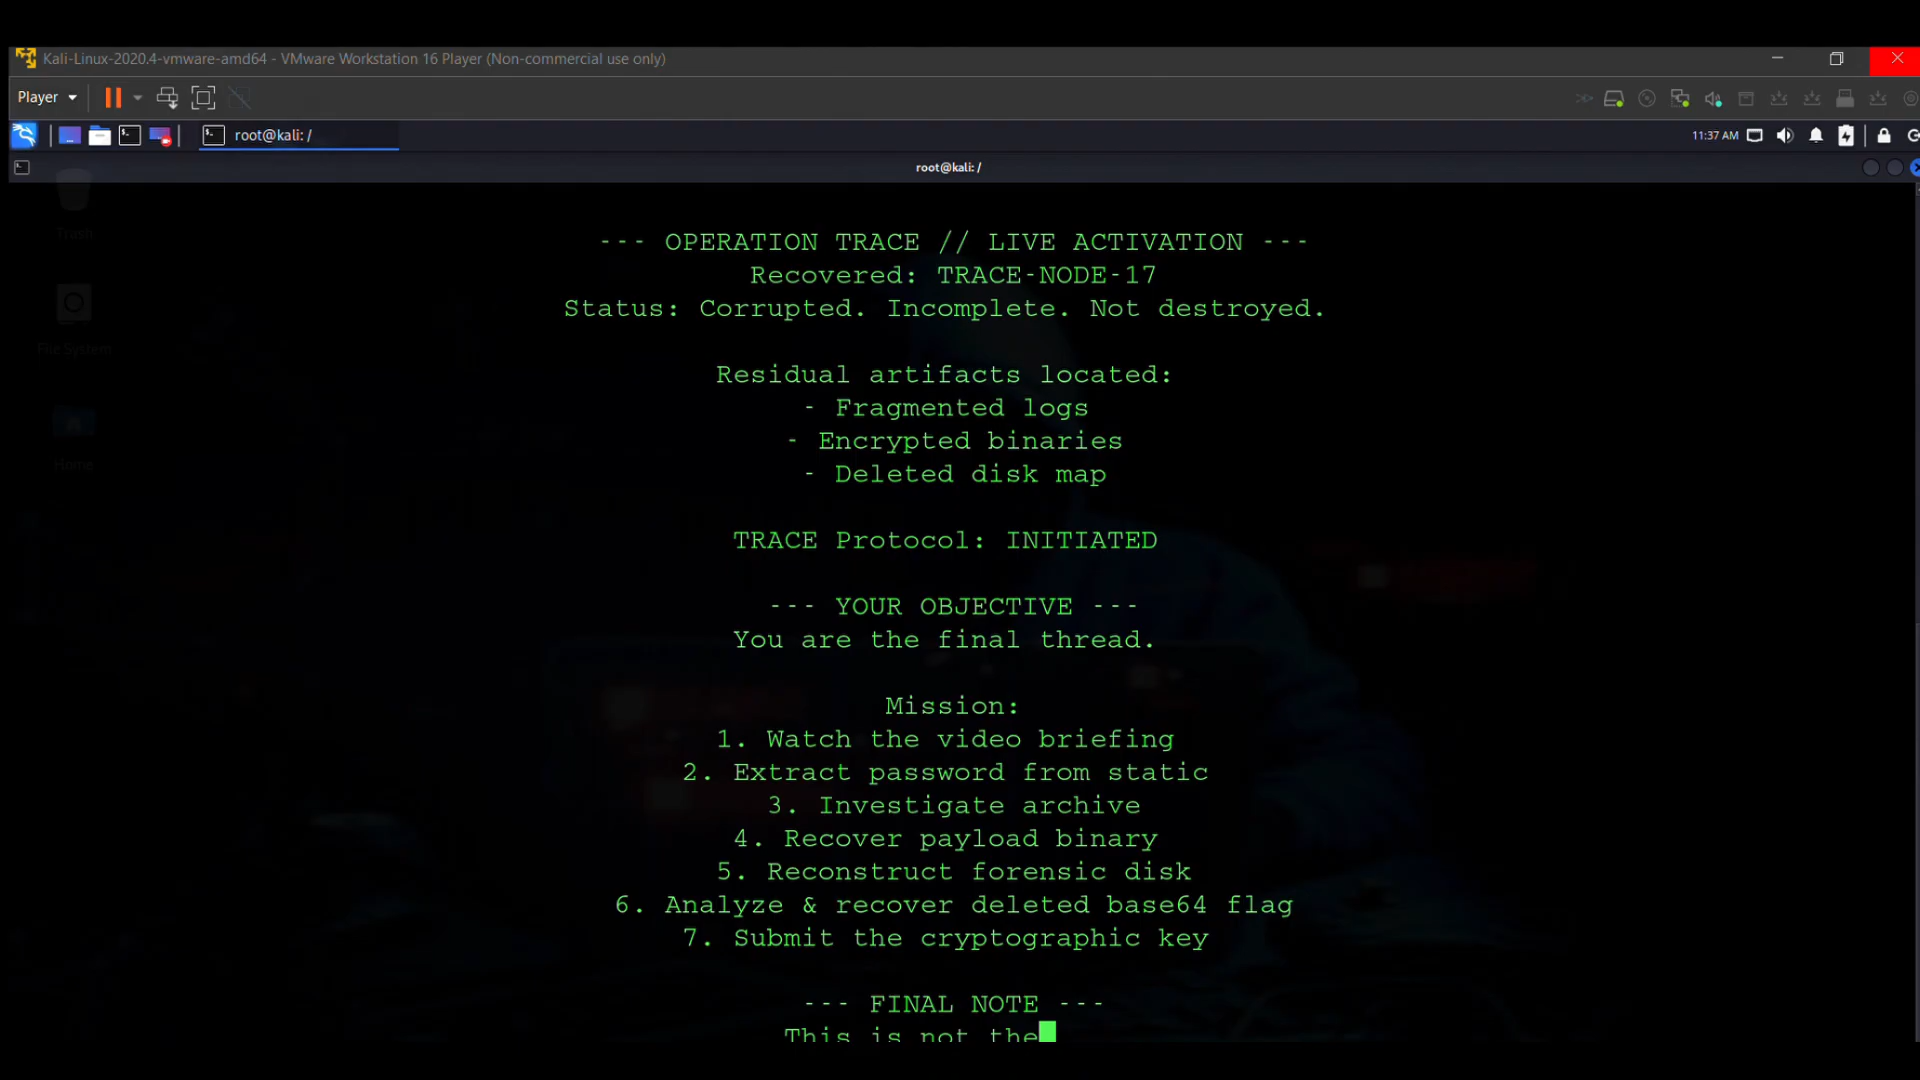 Kali-Linux-2020.4-vmware-amd64 - VMware Workstation 16 Player (Non-commercial use only)
Player
root@kali: /
11:37 AM
root@kali: /
Trash
File System
Home
--- OPERATION TRACE // LIVE ACTIVATION ---
Recovered: TRACE-NODE-17
Status: Corrupted. Incomplete. Not destroyed.
Residual artifacts located:
- Fragmented logs
- Encrypted binaries
- Deleted disk map
TRACE Protocol: INITIATED
--- YOUR OBJECTIVE ---
You are the final thread.
Mission:
1. Watch the video briefing
2. Extract password from static
3. Investigate archive
4. Recover payload binary
5. Reconstruct forensic disk
6. Analyze & recover deleted base64 flag
7. Submit the cryptographic key
--- FINAL NOTE ---
This is not the